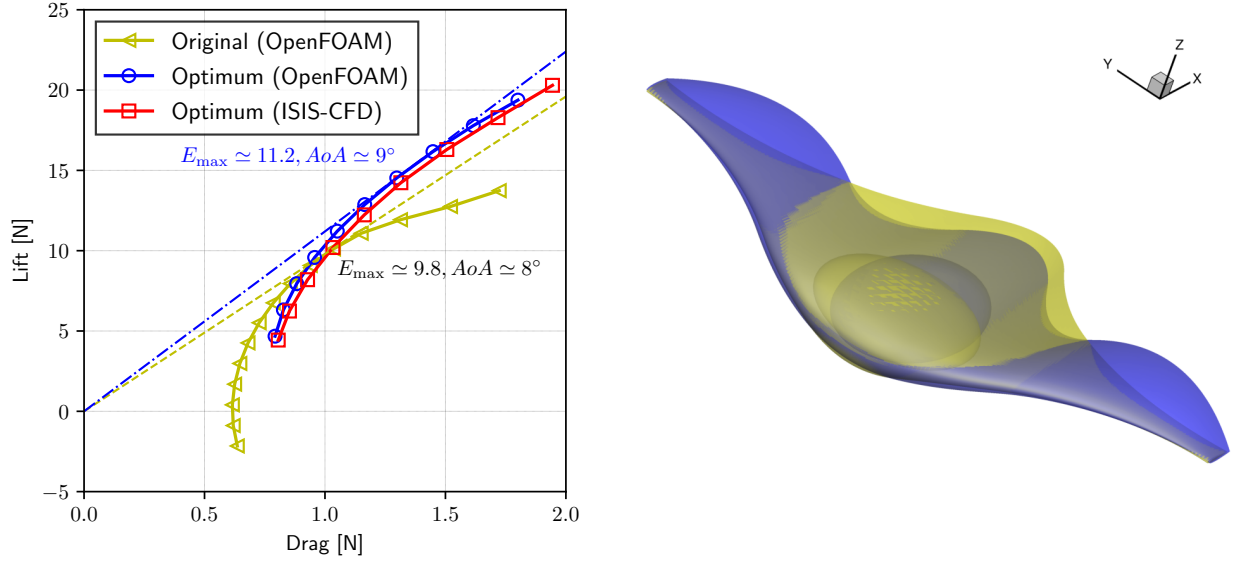 25
20
15
10
5
0
−5
Lift [N]
Original (OpenFOAM)
Optimum (OpenFOAM)
Optimum (ISIS-CFD)
E_max ≃ 11.2, AoA ≃ 9°
E_max ≃ 9.8, AoA ≃ 8°
0.0 0.5 1.0 1.5 2.0
Drag [N]
Z
Y
X